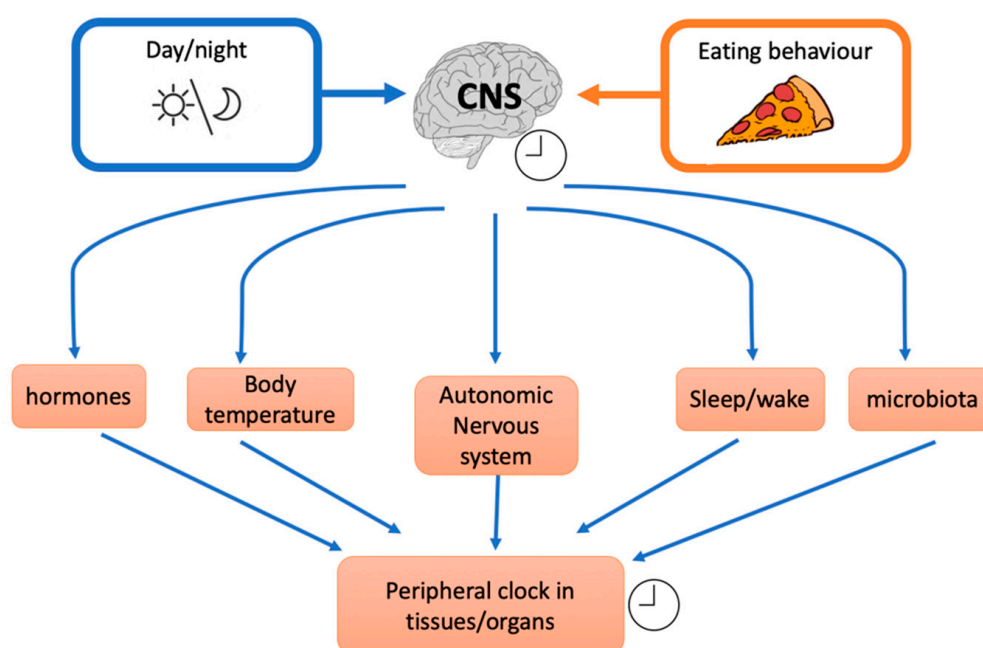 Day/night
CNS
Eating behaviour
hormones
Body
temperature
Autonomic
Nervous
system
Sleep/wake
microbiota
Peripheral clock in
tissues/organs